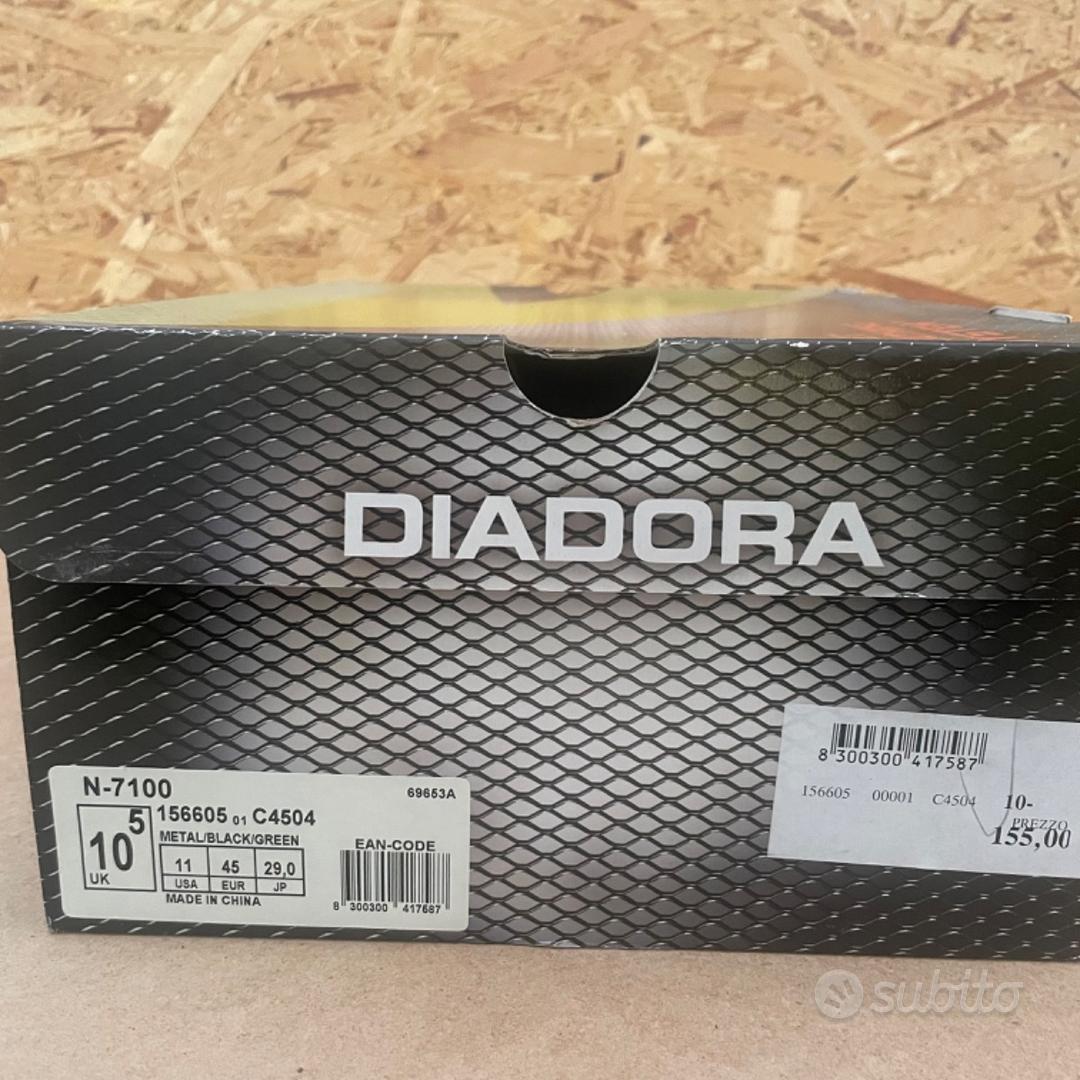 DIADORA
N-7100
69653A
156605 01 C4504
10 5
UK
METAL/BLACK/GREEN
11 45 29,0
USA EUR JP
MADE IN CHINA
EAN-CODE
8 300300 417587
8 300300 417587
156605 00001 C4504 10-
PREZZO
155,00
subito